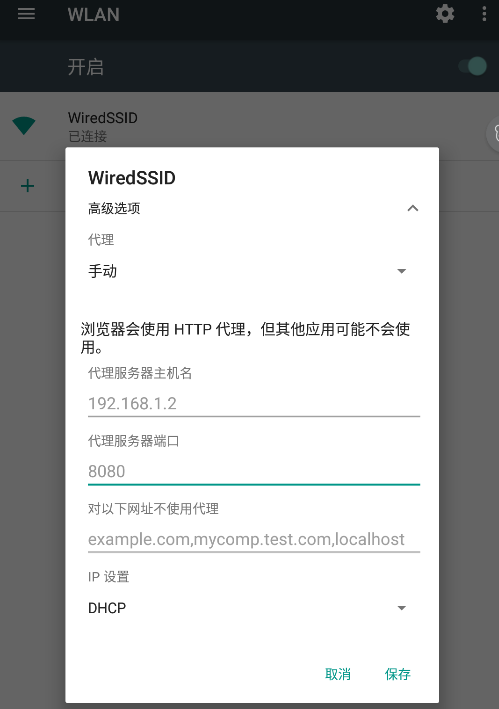 WLAN
开启
WiredSSID
已连接
WiredSSID
高级选项
代理
手动
浏览器会使用 HTTP 代理，但其他应用可能不会使
用。
代理服务器主机名
192.168.1.2
代理服务器端口
8080
对以下网址不使用代理
example.com,mycomp.test.com,localhost
IP 设置
DHCP
取消
保存